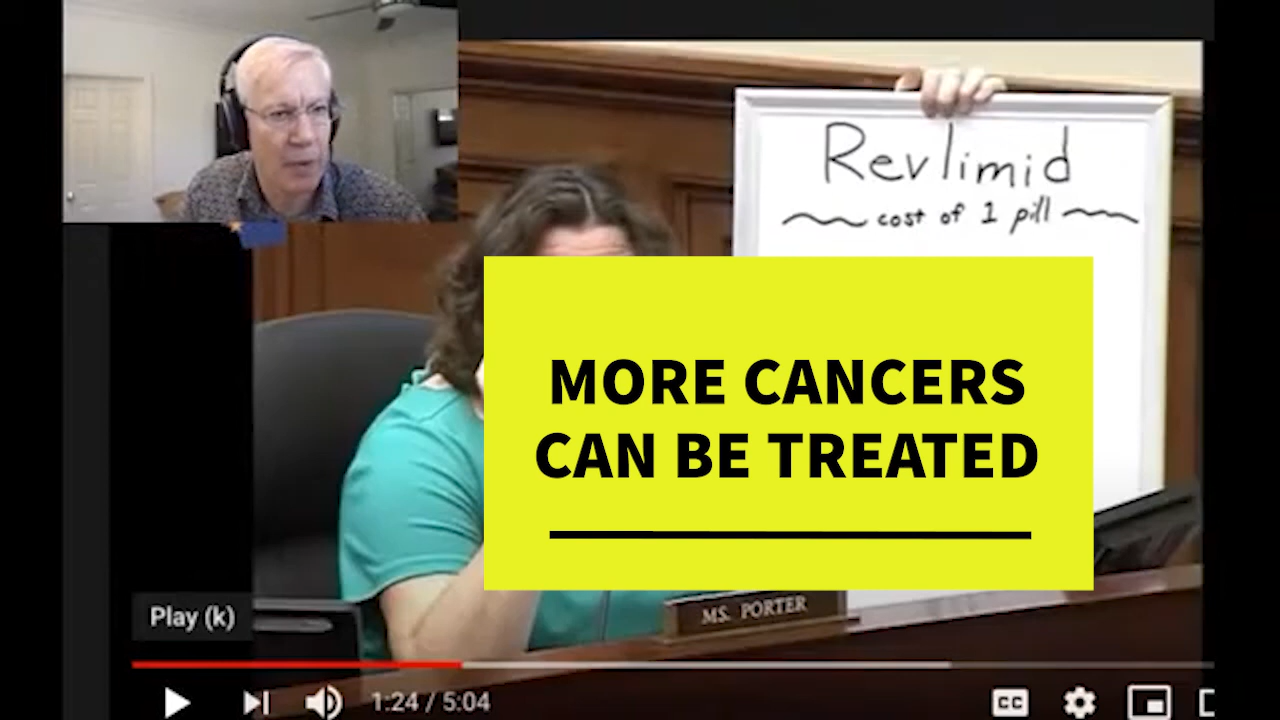 Revlimid
cost of 1 pill
MORE CANCERS
CAN BE TREATED
MS. PORTER
Play (k)
1:24 / 5:04
CC